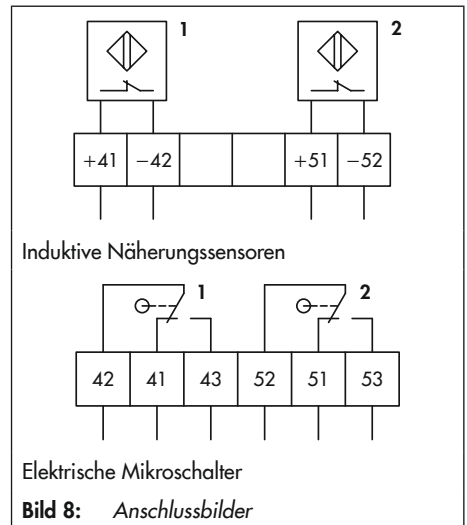 1 2
+41 −42 +51 −52
Induktive Näherungssensoren
1 2
42 41 43 52 51 53
Elektrische Mikroschalter
Bild 8: Anschlussbilder